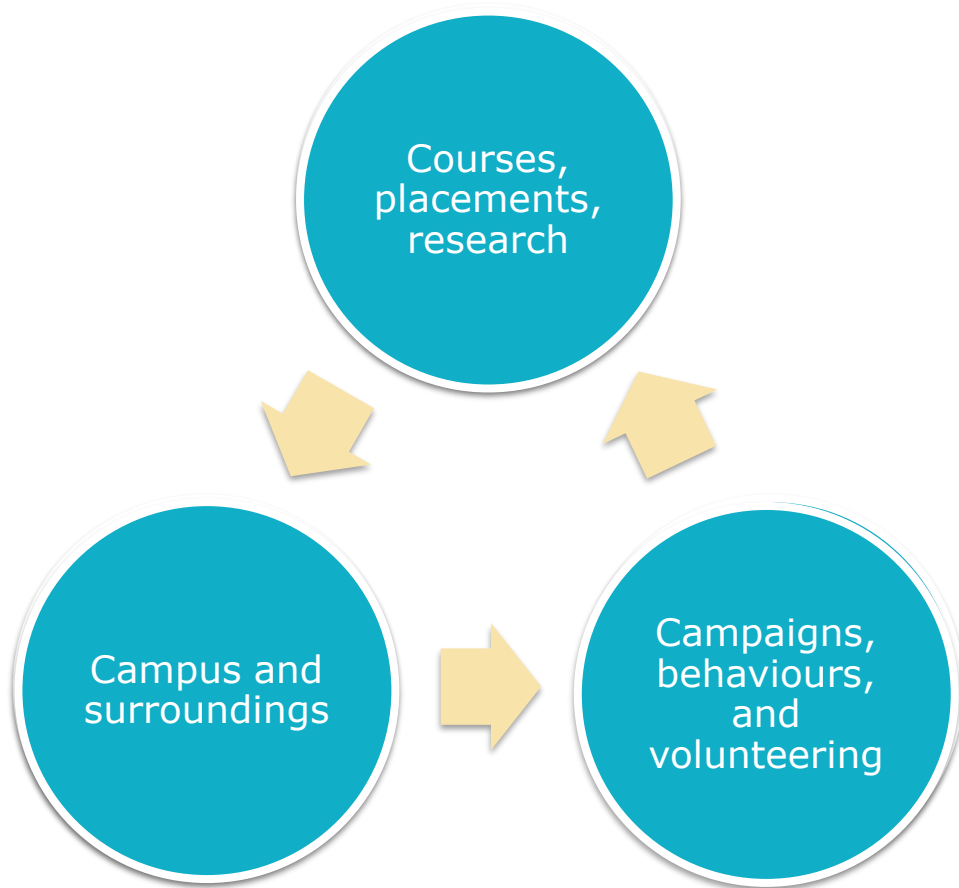 Courses,
placements,
research
Campus and
surroundings
Campaigns,
behaviours,
and
volunteering